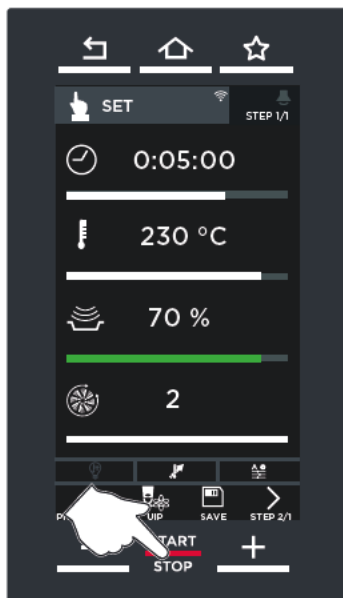 SET
STEP 1/1
0:05:00
230 °C
70 %
2
SAVE STEP 2/1
START
STOP